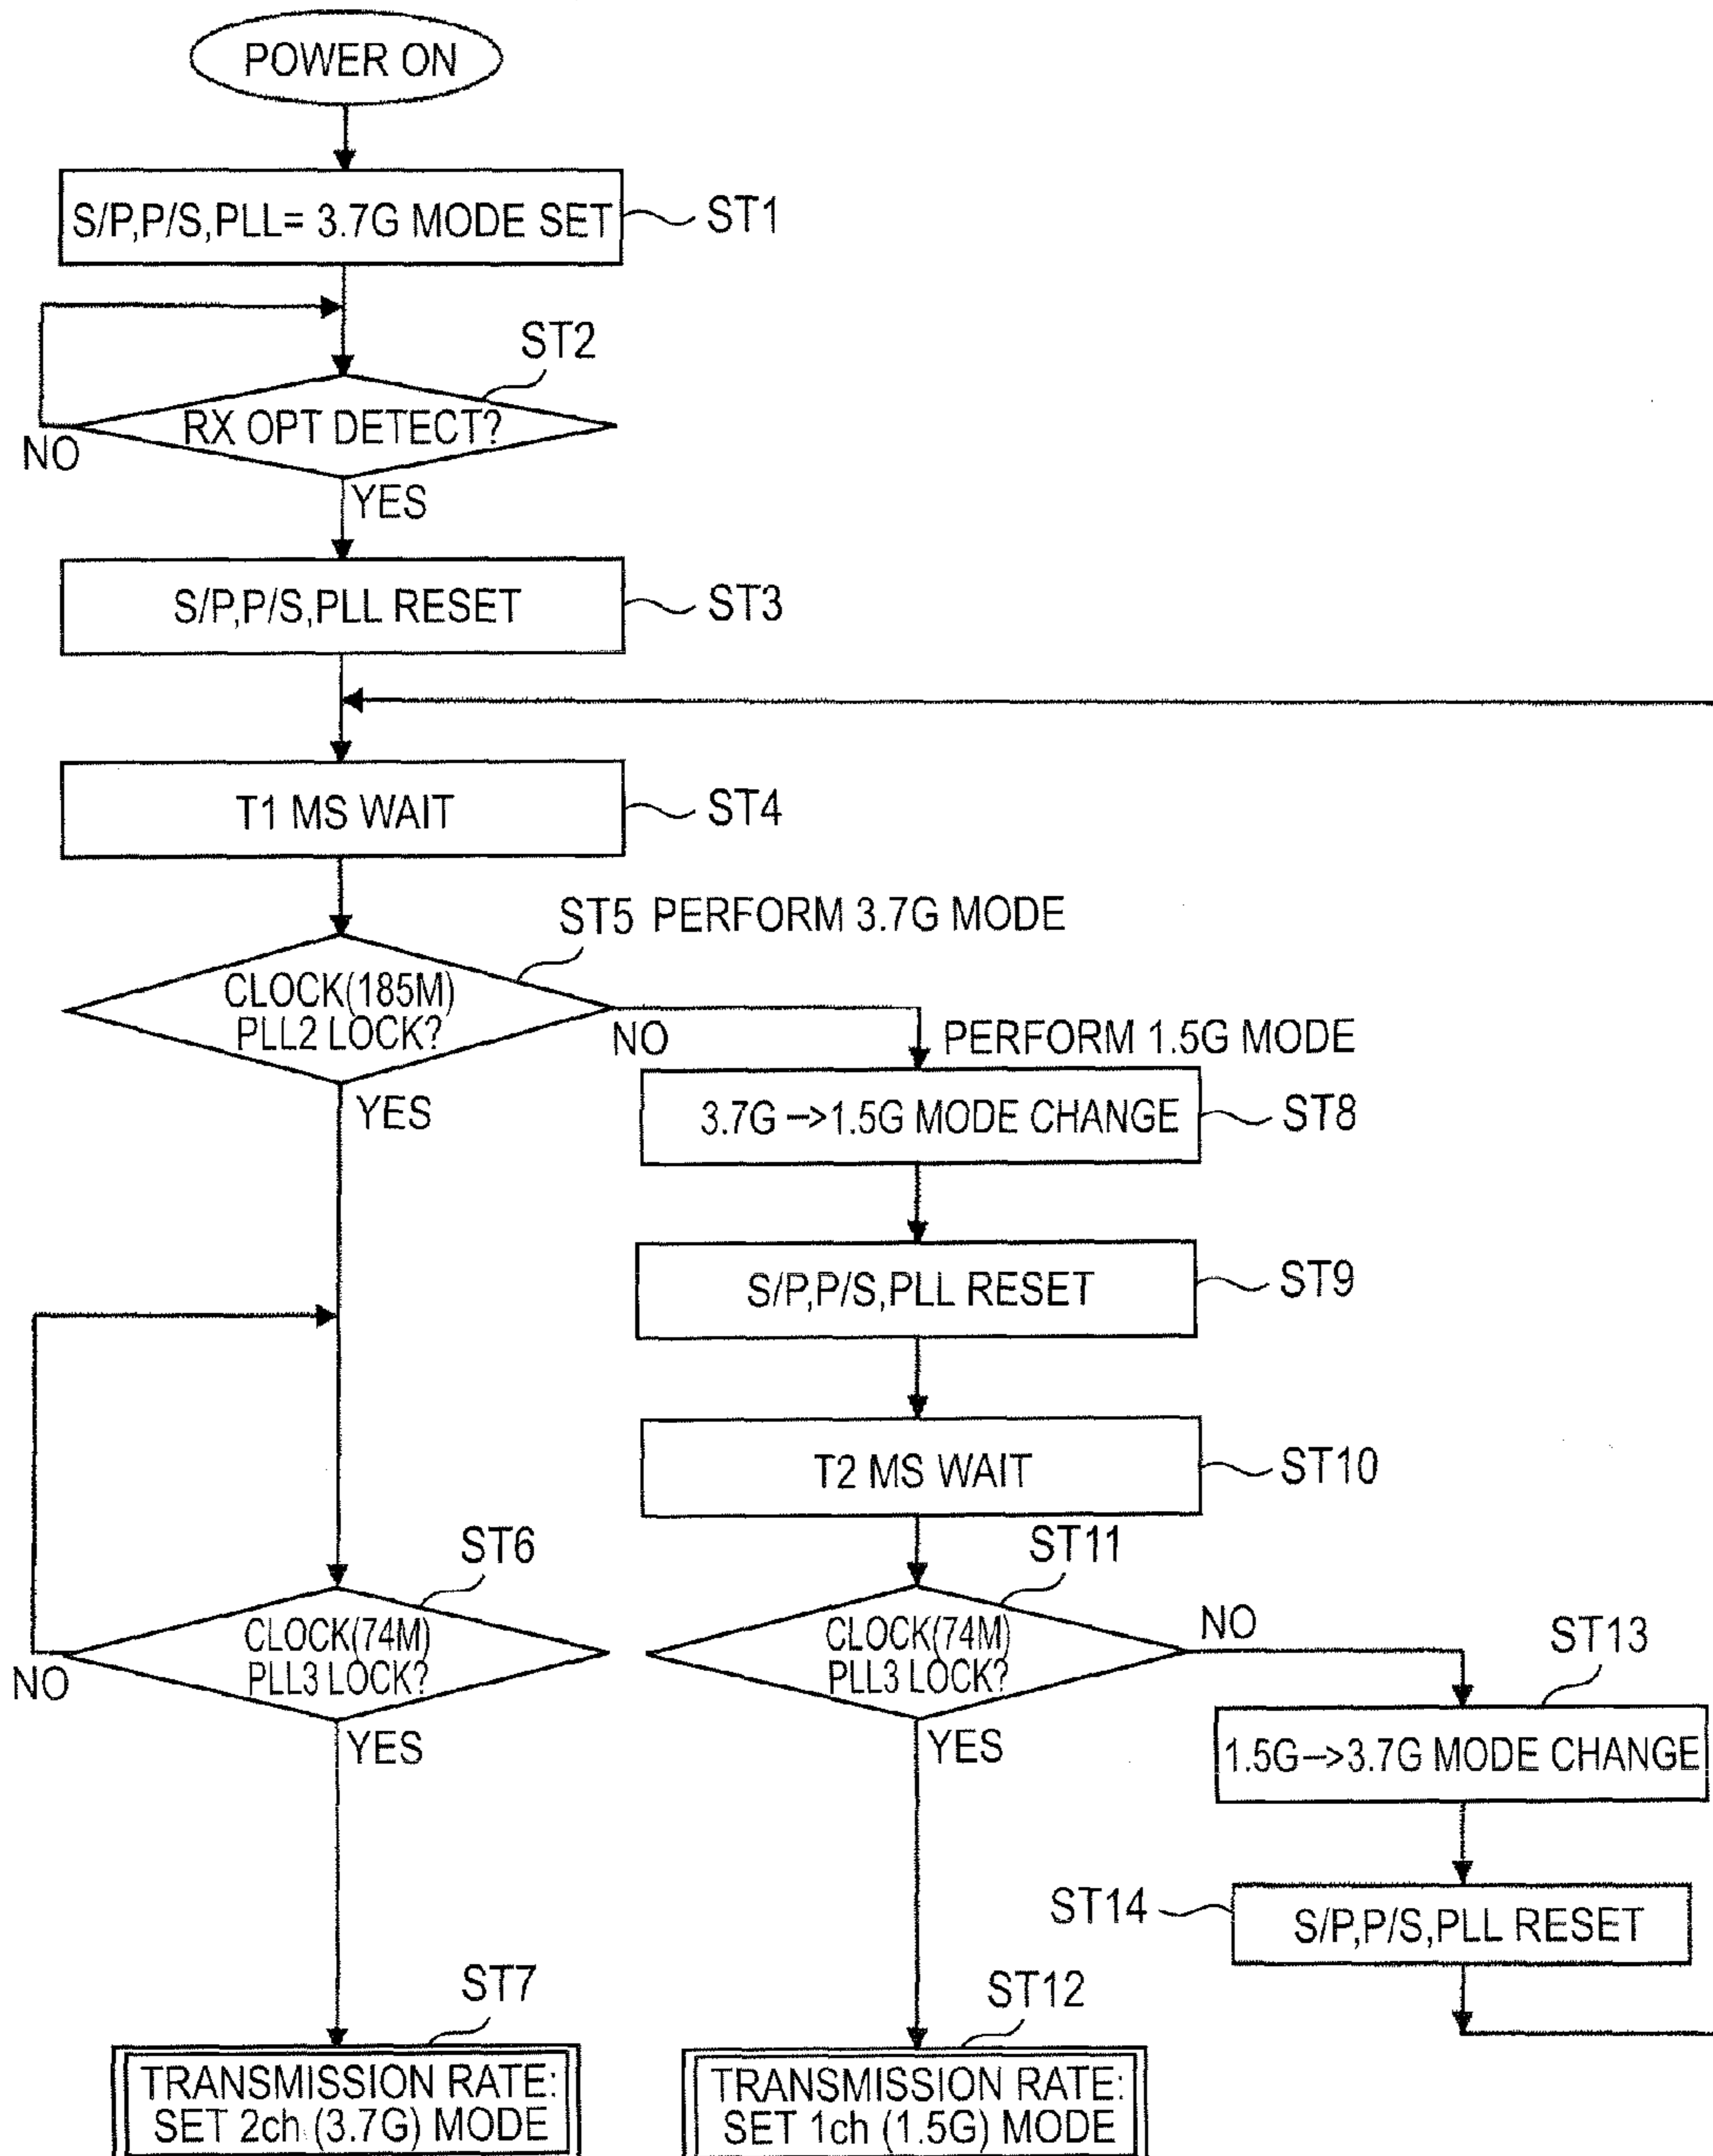 POWER ON
S/P,P/S,PLL= 3.7G MODE SET
ST1
ST2
RX OPT DETECT?
NO
YES
S/P,P/S,PLL RESET
ST3
T1 MS WAIT
ST4
ST5 PERFORM 3.7G MODE
CLOCK(185M)
PLL2 LOCK?
NO
YES
PERFORM 1.5G MODE
3.7G ->1.5G MODE CHANGE
ST8
S/P,P/S,PLL RESET
ST9
T2 MS WAIT
ST10
ST6
CLOCK(74M)
PLL3 LOCK?
NO
YES
ST11
CLOCK(74M)
PLL3 LOCK?
NO
YES
ST13
1.5G->3.7G MODE CHANGE
ST14
S/P,P/S,PLL RESET
ST7
TRANSMISSION RATE:
SET 2ch (3.7G) MODE
ST12
TRANSMISSION RATE:
SET 1ch (1.5G) MODE